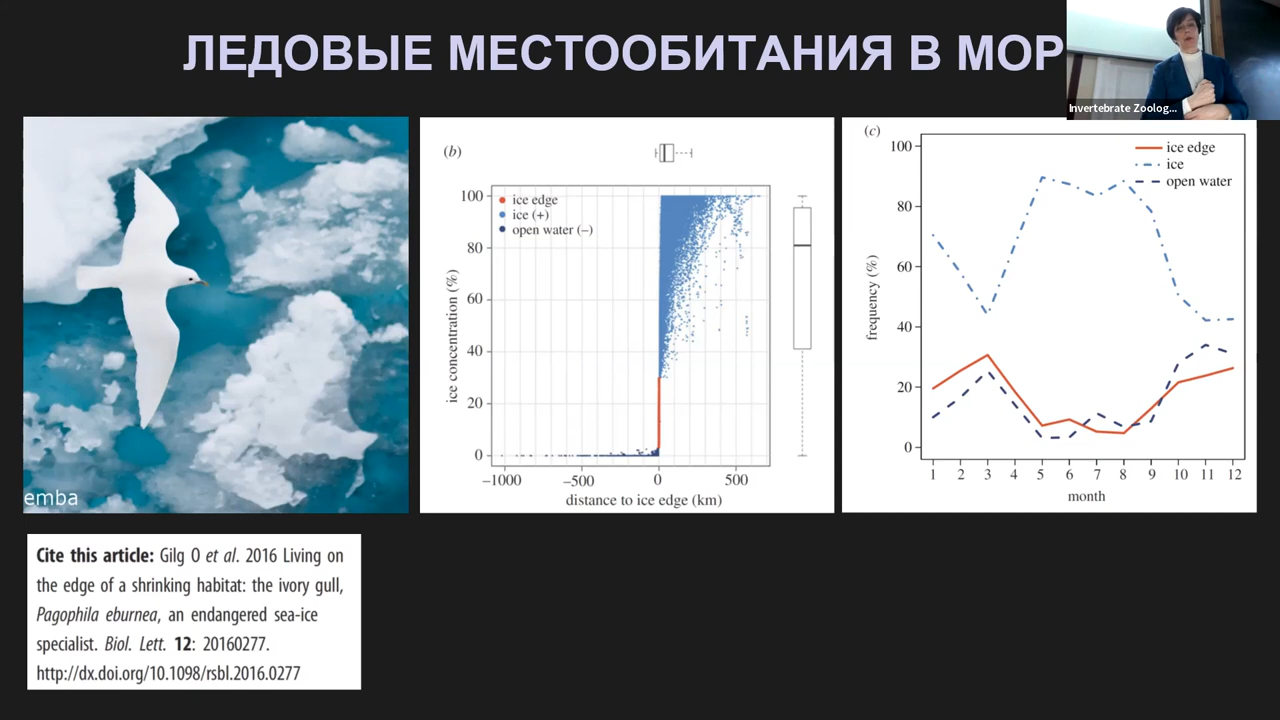 ЛЕДОВЫЕ МЕСТООБИТАНИЯ В МОР
Invertebrate Zoolog...
emba
(b)
100
80
60
40
20
0
ice concentration (%)
ice edge
ice (+)
open water (–)
−1000
−500
0
500
distance to ice edge (km)
(c)
100
80
60
40
20
0
frequency (%)
ice edge
ice
open water
1 2 3 4 5 6 7 8 9 10 11 12
month
Cite this article: Gilg O et al. 2016 Living on
the edge of a shrinking habitat: the ivory gull,
Pagophila eburnea, an endangered sea-ice
specialist. Biol. Lett. 12: 20160277.
http://dx.doi.org/10.1098/rsbl.2016.0277